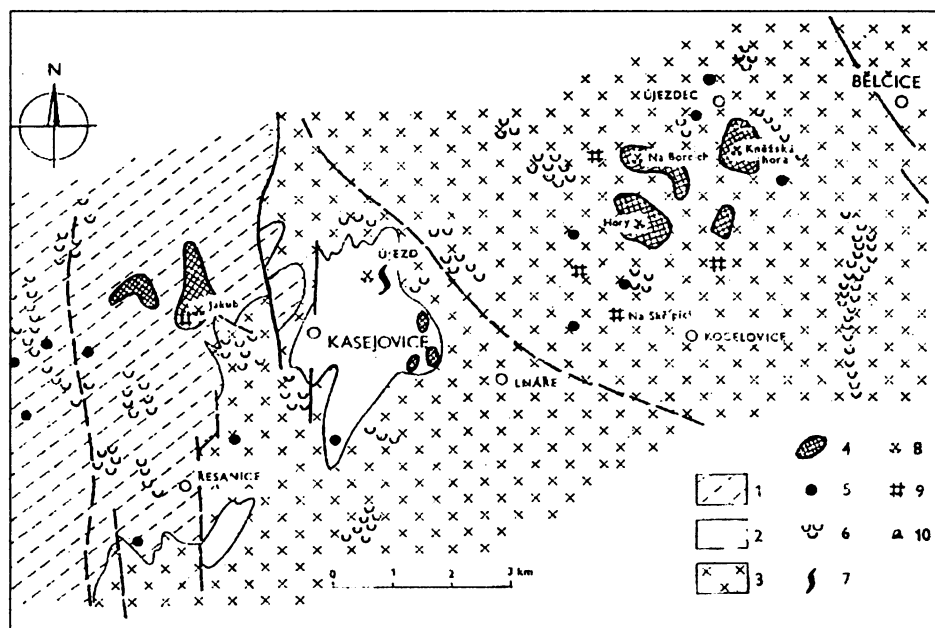 N
BĚLČICE
ÚJEZDEC
Kněžská
hora
Na Borcích
Hory
ÚJEZD
Jakub
KASEJOVICE
Na Skřipici
KOCELOVICE
LNÁŘE
ŘESANICE
4
8
1
5
9
2
6
10
3
7
0
1
2
3 km